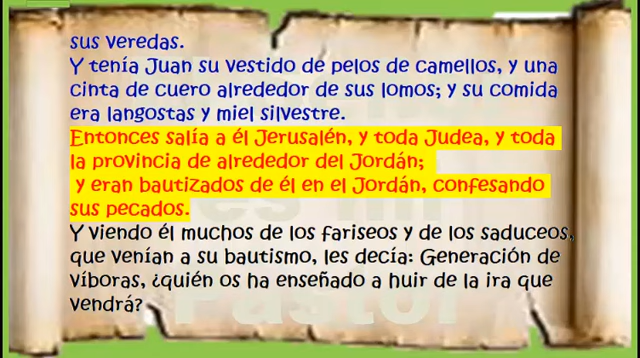 sus veredas.
Y tenía Juan su vestido de pelos de camellos, y una
cinta de cuero alrededor de sus lomos; y su comida
era langostas y miel silvestre.
Entonces salía a él Jerusalén, y toda Judea, y toda
la provincia de alrededor del Jordán;
y eran bautizados de él en el Jordán, confesando
sus pecados.
Y viendo él muchos de los fariseos y de los saduceos,
que venían a su bautismo, les decía: Generación de
víboras, ¿quién os ha enseñado a huir de la ira que
vendrá?
es mi
Pastor